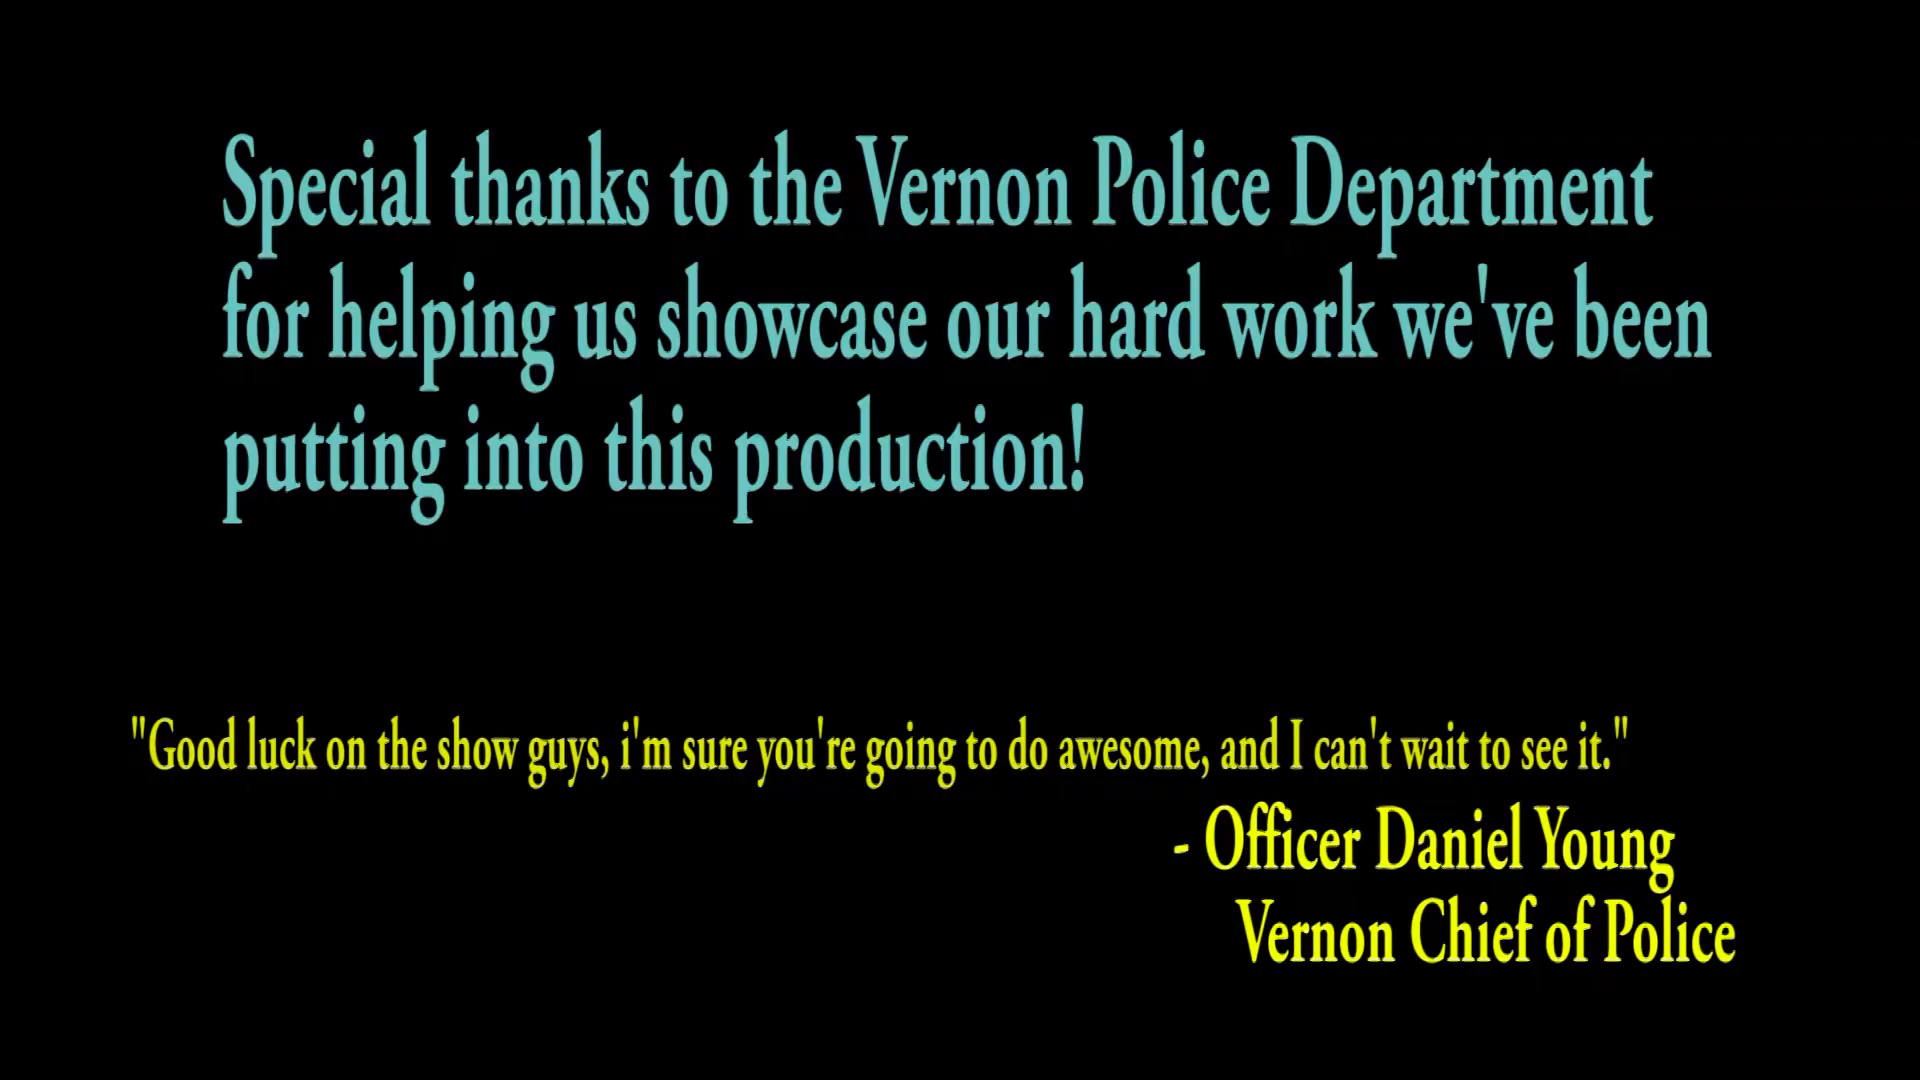 Special thanks to the Vernon Police Department
for helping us showcase our hard work we've been
putting into this production!
"Good luck on the show guys, i'm sure you're going to do awesome, and I can't wait to see it."
- Officer Daniel Young
Vernon Chief of Police